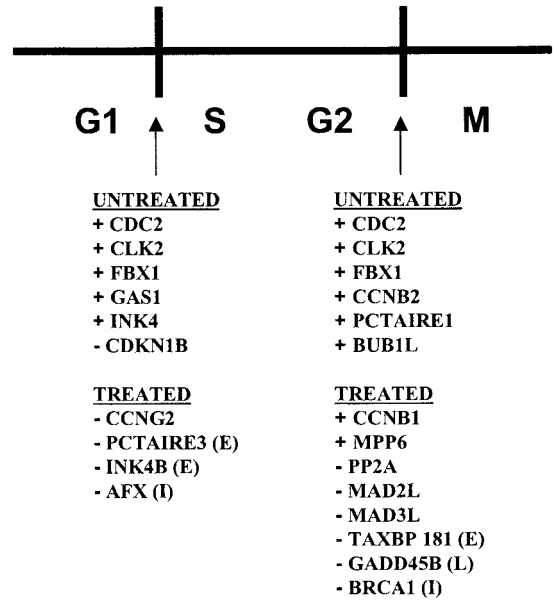 G1 S G2 M
UNTREATED
+ CDC2
+ CLK2
+ FBX1
+ GAS1
+ INK4
- CDKN1B
TREATED
- CCNG2
- PCTAIRE3 (E)
- INK4B (E)
- AFX (I)
UNTREATED
+ CDC2
+ CLK2
+ FBX1
+ CCNB2
+ PCTAIRE1
+ BUB1L
TREATED
+ CCNB1
+ MPP6
- PP2A
- MAD2L
- MAD3L
- TAXBP 181 (E)
- GADD45B (L)
- BRCA1 (I)